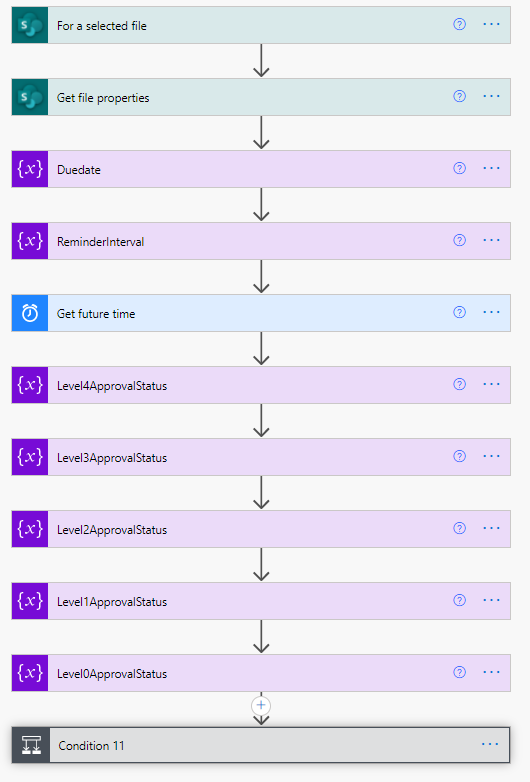 For a selected file
Get file properties
{x} Duedate
{x} ReminderInterval
Get future time
{x} Level4ApprovalStatus
{x} Level3ApprovalStatus
{x} Level2ApprovalStatus
{x} Level1ApprovalStatus
{x} Level0ApprovalStatus
Condition 11